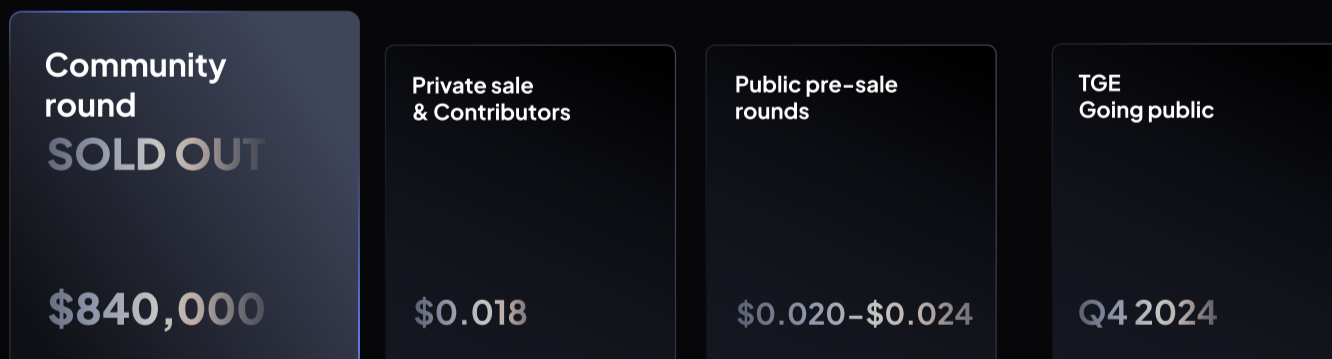 Community
round
SOLD OUT
$840,000
Private sale
& Contributors
$0.018
Public pre-sale
rounds
$0.020–$0.024
TGE
Going public
Q4 2024